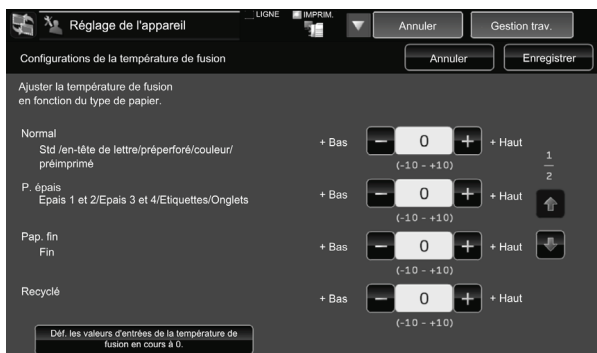 Réglage de l'appareil
LIGNE
IMPRIM.
Annuler
Gestion trav.
Configurations de la température de fusion
Annuler
Enregistrer
Ajuster la température de fusion
en fonction du type de papier.
Normal
Std /en-tête de lettre/préperforé/couleur/
préimprimé
+ Bas − 0 + + Haut
(-10 - +10)
1
2
P. épais
Epais 1 et 2/Epais 3 et 4/Etiquettes/Onglets
+ Bas − 0 + + Haut
(-10 - +10)
Pap. fin
Fin
+ Bas − 0 + + Haut
(-10 - +10)
Recyclé
+ Bas − 0 + + Haut
(-10 - +10)
Déf. les valeurs d'entrées de la température de
fusion en cours à 0.